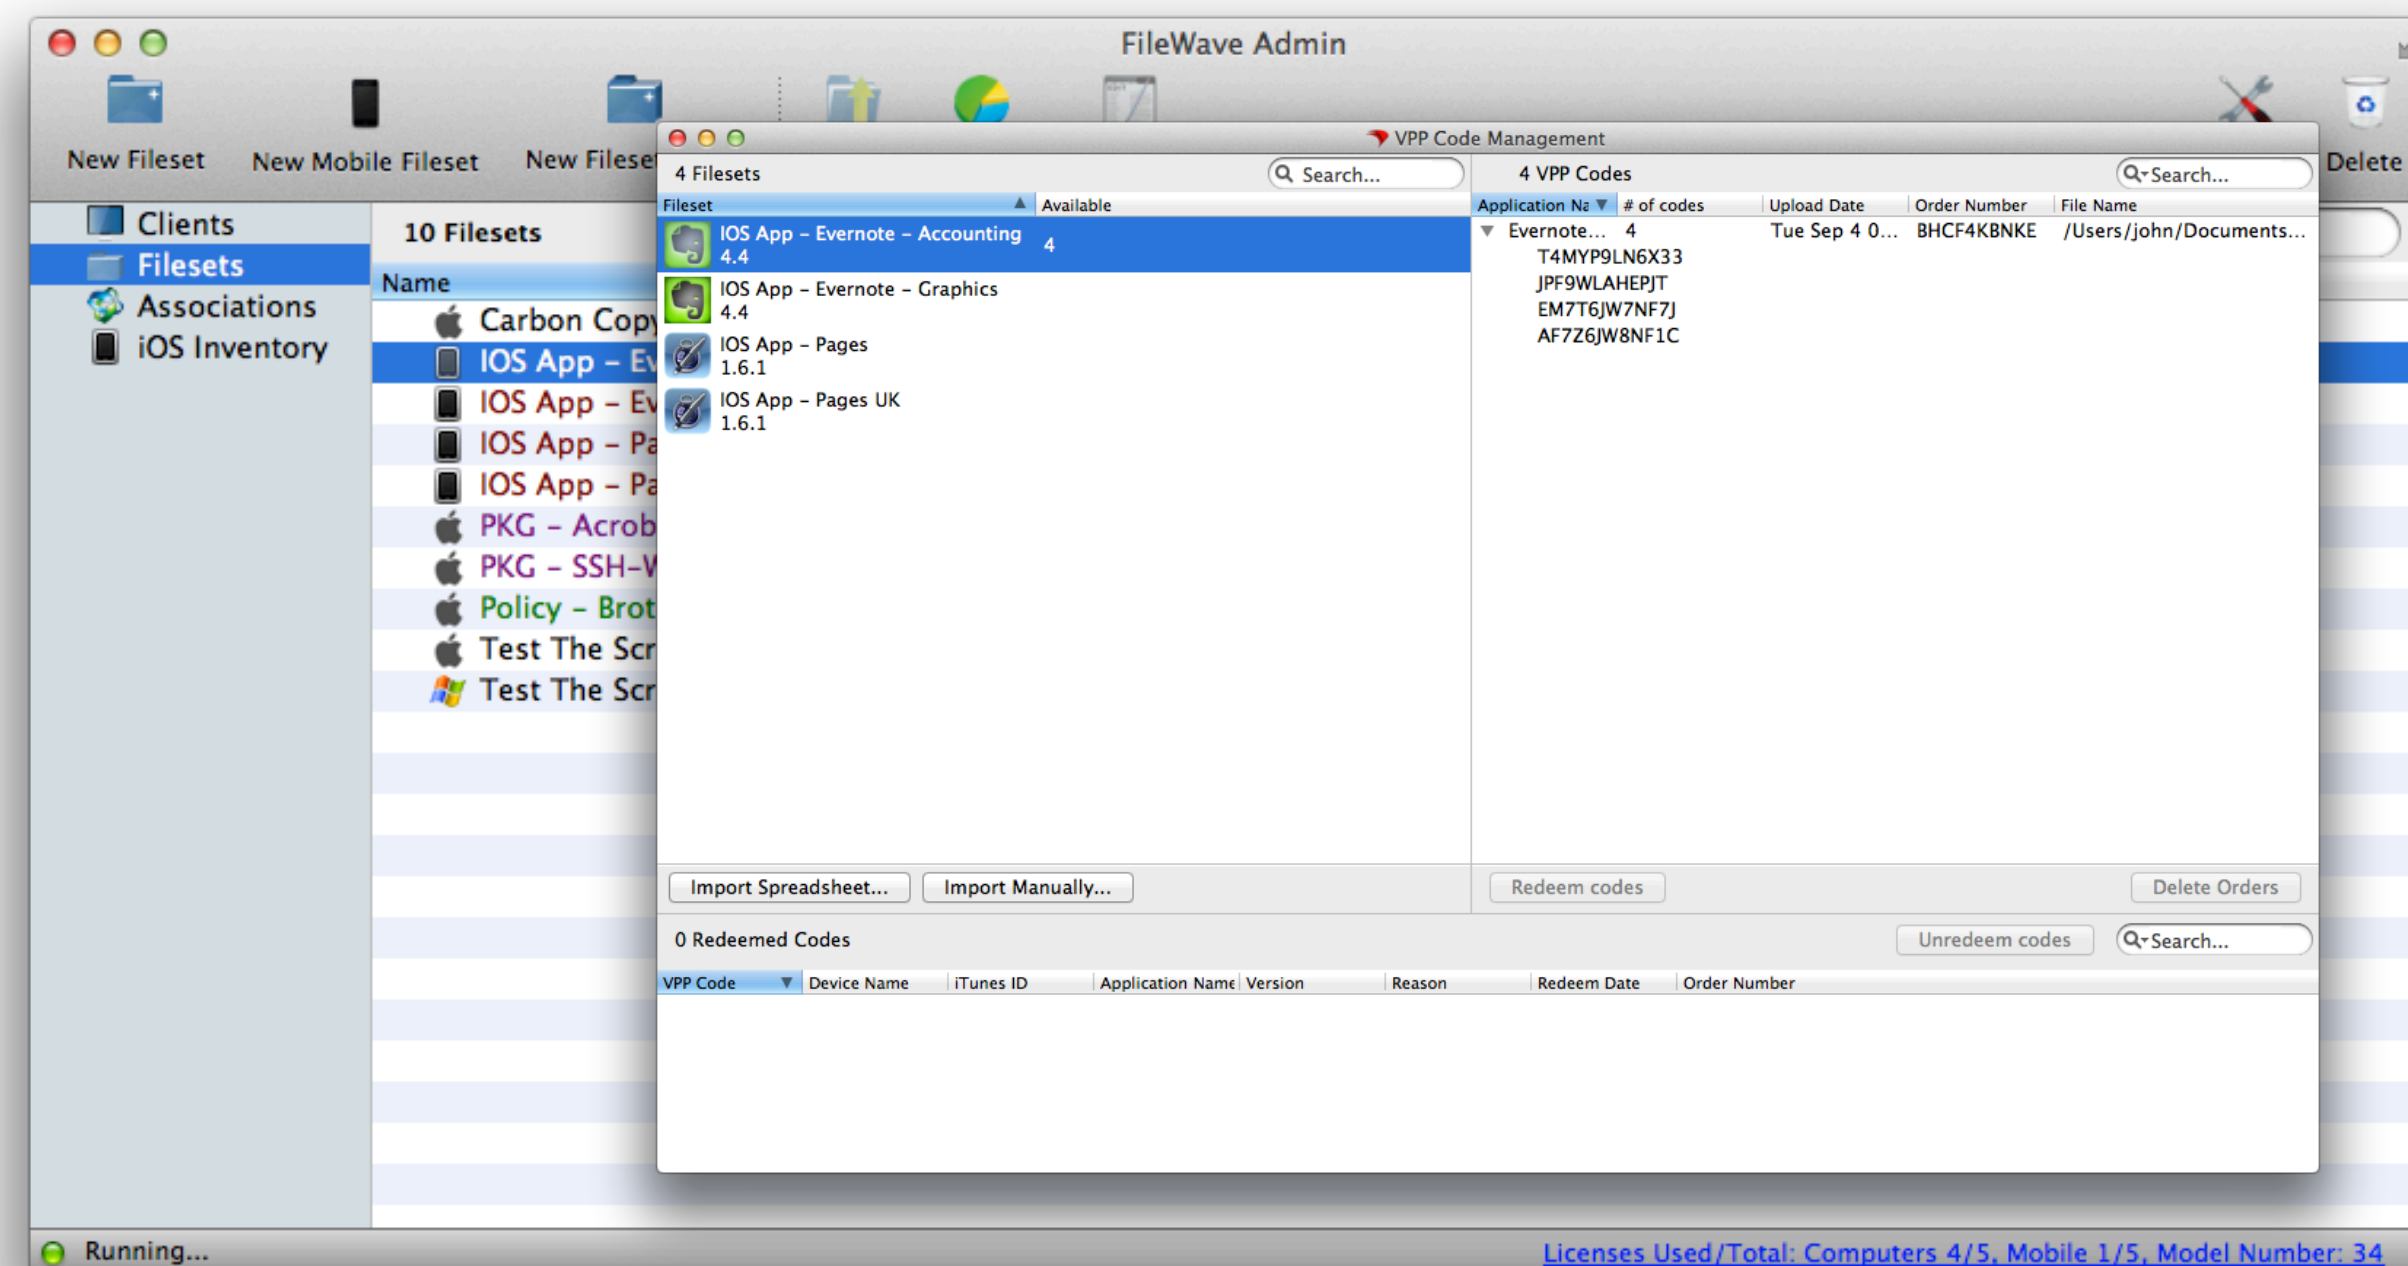 FileWave Admin
New Fileset
New Mobile Fileset
New Fileset
Delete
Clients
Filesets
Associations
iOS Inventory
10 Filesets
Name
Carbon Copy
IOS App – Ev
IOS App – Ev
IOS App – Pa
IOS App – Pa
PKG – Acrob
PKG – SSH-W
Policy – Brot
Test The Scr
Test The Scr
VPP Code Management
4 Filesets
Search...
Fileset
Available
IOS App – Evernote – Accounting
4.4
4
IOS App – Evernote – Graphics
4.4
IOS App – Pages
1.6.1
IOS App – Pages UK
1.6.1
Import Spreadsheet...
Import Manually...
4 VPP Codes
Search...
Application Na
# of codes
Upload Date
Order Number
File Name
Evernote... 4 Tue Sep 4 0... BHCF4KBNKE /Users/john/Documents...
T4MYP9LN6X33
JPF9WLAHEPJT
EM7T6JW7NF7J
AF7Z6JW8NF1C
Redeem codes
Delete Orders
0 Redeemed Codes
Unredeem codes
Search...
VPP Code
Device Name
iTunes ID
Application Name
Version
Reason
Redeem Date
Order Number
Running...
Licenses Used/Total: Computers 4/5, Mobile 1/5, Model Number: 34